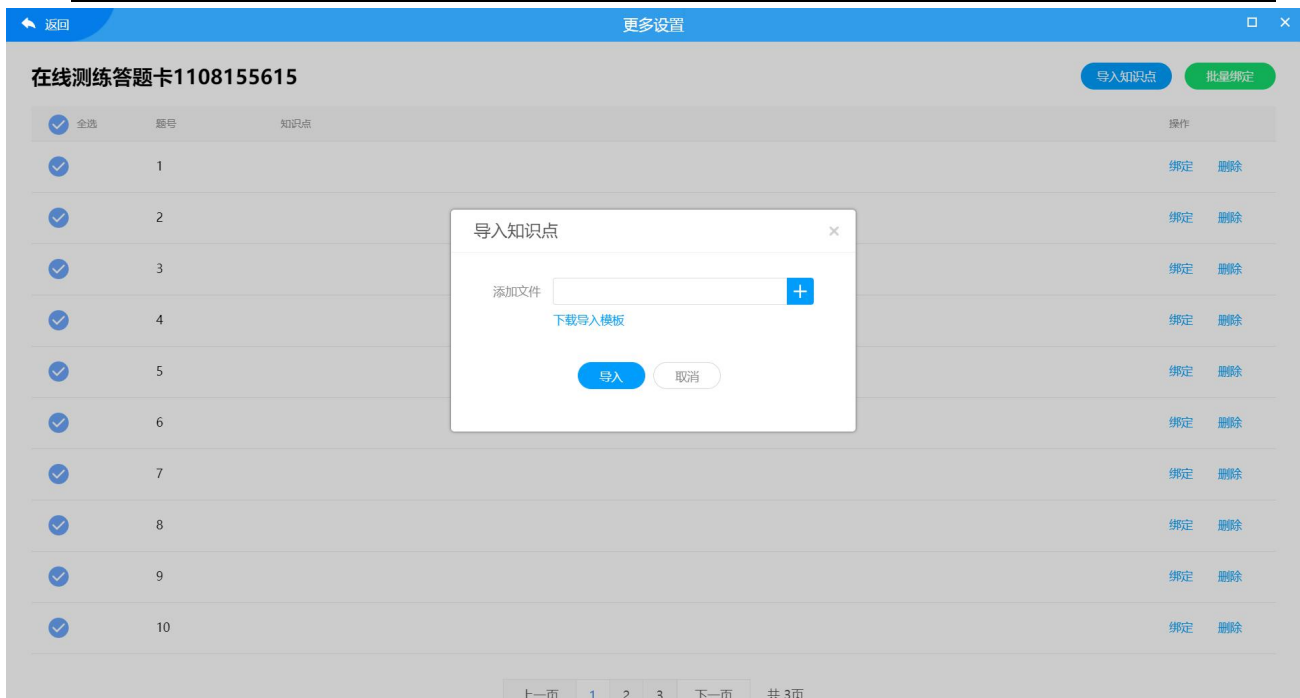 返回 更多设置
在线测练答题卡1108155615 导入知识点 批量绑定
全选 题号 知识点 操作
1 绑定 删除
2 绑定 删除
导入知识点
3 绑定 删除
添加文件
下载导入模板
4 绑定 删除
5 绑定 删除
导入 取消
6 绑定 删除
7 绑定 删除
8 绑定 删除
9 绑定 删除
10 绑定 删除
上一页 1 2 3 下一页 共 3页